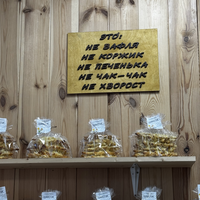 ЭТО:
НЕ ВАФЛЯ
НЕ КОРЖИК
НЕ ПЕЧЕНЬКА
НЕ ЧАК-ЧАК
НЕ ХВОРОСТ